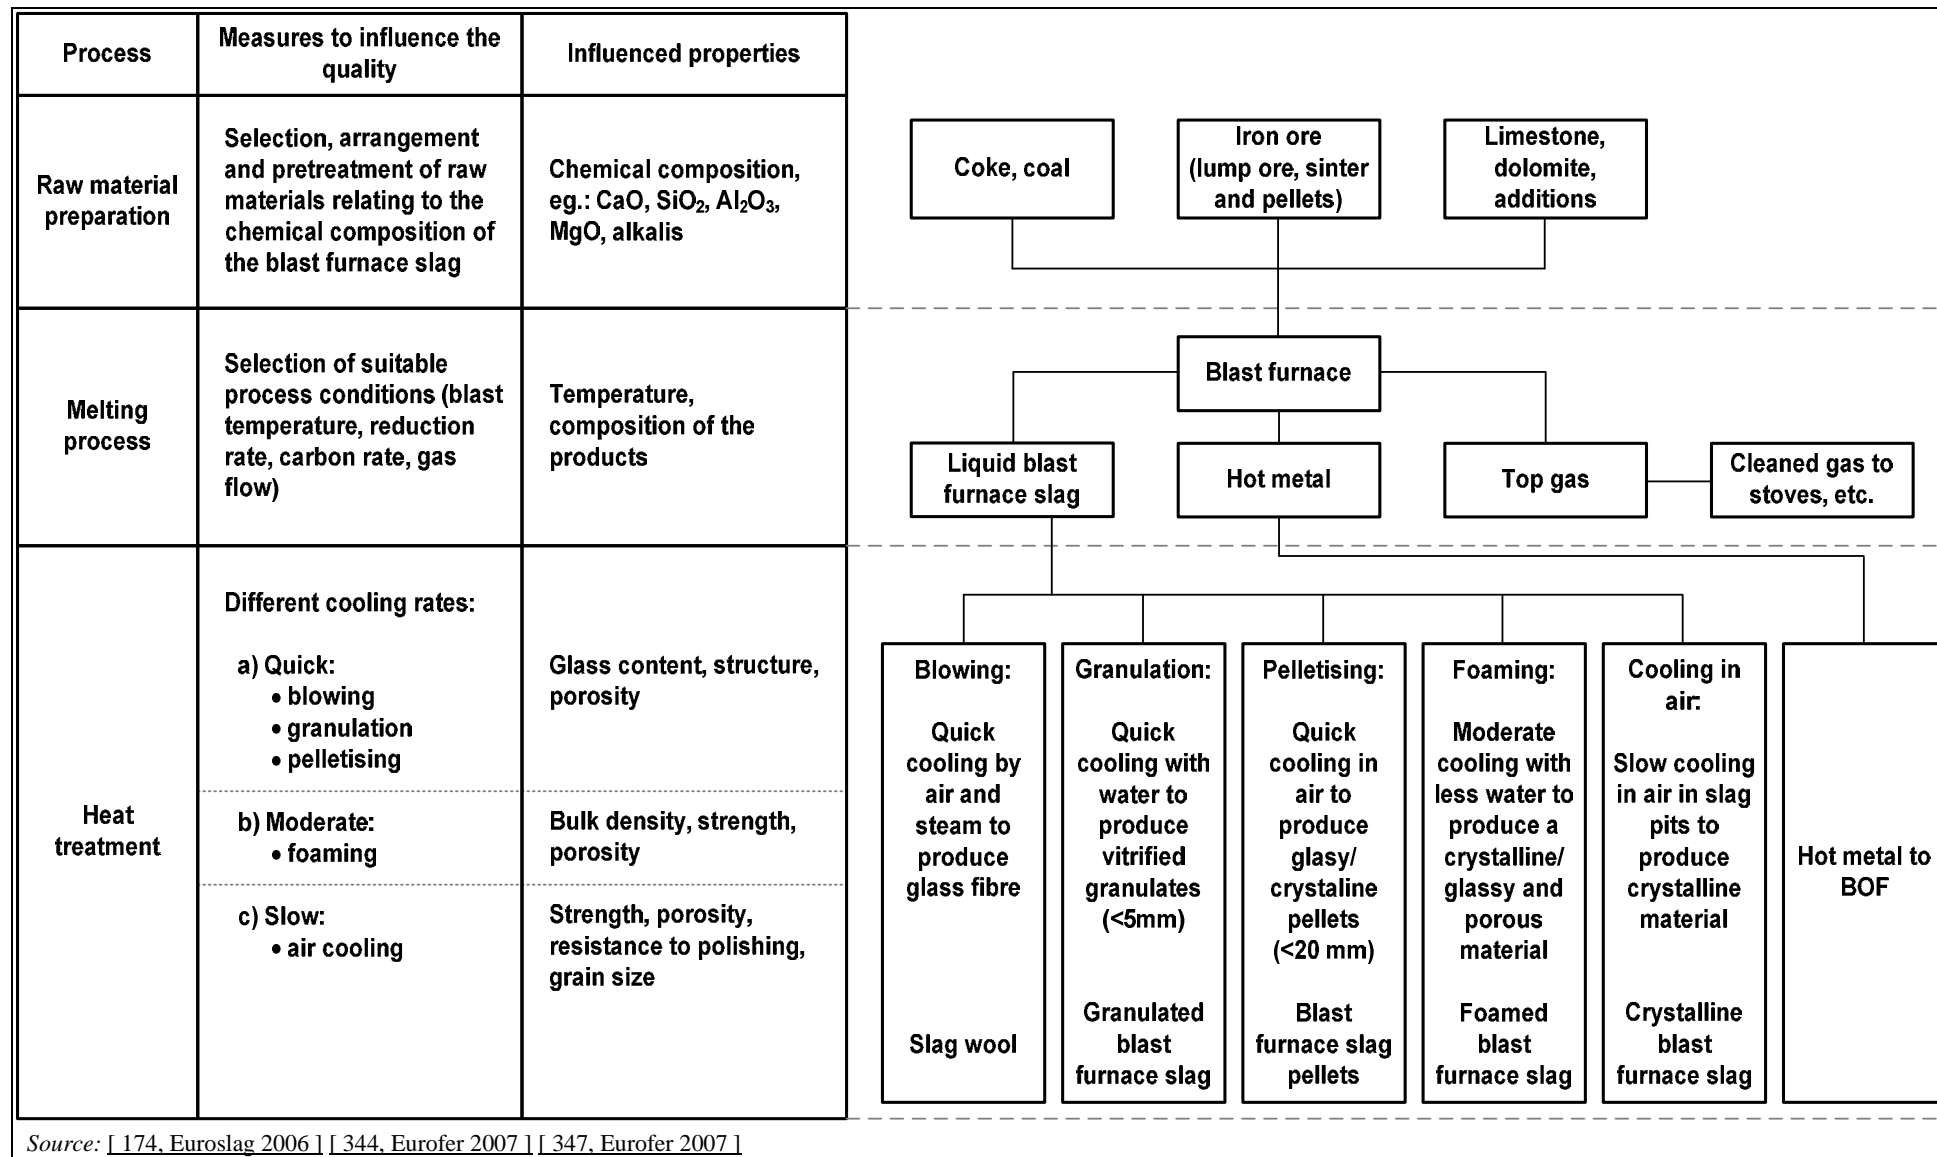 Process
Measures to influence the
quality
Influenced properties
Raw material
preparation
Selection, arrangement
and pretreatment of raw
materials relating to the
chemical composition of
the blast furnace slag
Chemical composition,
eg.: CaO, SiO₂, Al₂O₃,
MgO, alkalis
Coke, coal
Iron ore
(lump ore, sinter
and pellets)
Limestone,
dolomite,
additions
Melting
process
Selection of suitable
process conditions (blast
temperature, reduction
rate, carbon rate, gas
flow)
Temperature,
composition of the
products
Blast furnace
Liquid blast
furnace slag
Hot metal
Top gas
Cleaned gas to
stoves, etc.
Heat
treatment
Different cooling rates:
a) Quick:
• blowing
• granulation
• pelletising
Glass content, structure,
porosity
b) Moderate:
• foaming
Bulk density, strength,
porosity
c) Slow:
• air cooling
Strength, porosity,
resistance to polishing,
grain size
Blowing:
Quick
cooling by
air and
steam to
produce
glass fibre
Slag wool
Granulation:
Quick
cooling with
water to
produce
vitrified
granulates
(<5mm)
Granulated
blast
furnace slag
Pelletising:
Quick
cooling in
air to
produce
glasy/
crystaline
pellets
(<20 mm)
Blast
furnace slag
pellets
Foaming:
Moderate
cooling with
less water to
produce a
crystalline/
glassy and
porous
material
Foamed
blast
furnace slag
Cooling in
air:
Slow cooling
in air in slag
pits to
produce
crystalline
material
Crystalline
blast
furnace slag
Hot metal to
BOF
Source: [ 174, Euroslag 2006 ] [ 344, Eurofer 2007 ] [ 347, Eurofer 2007 ]